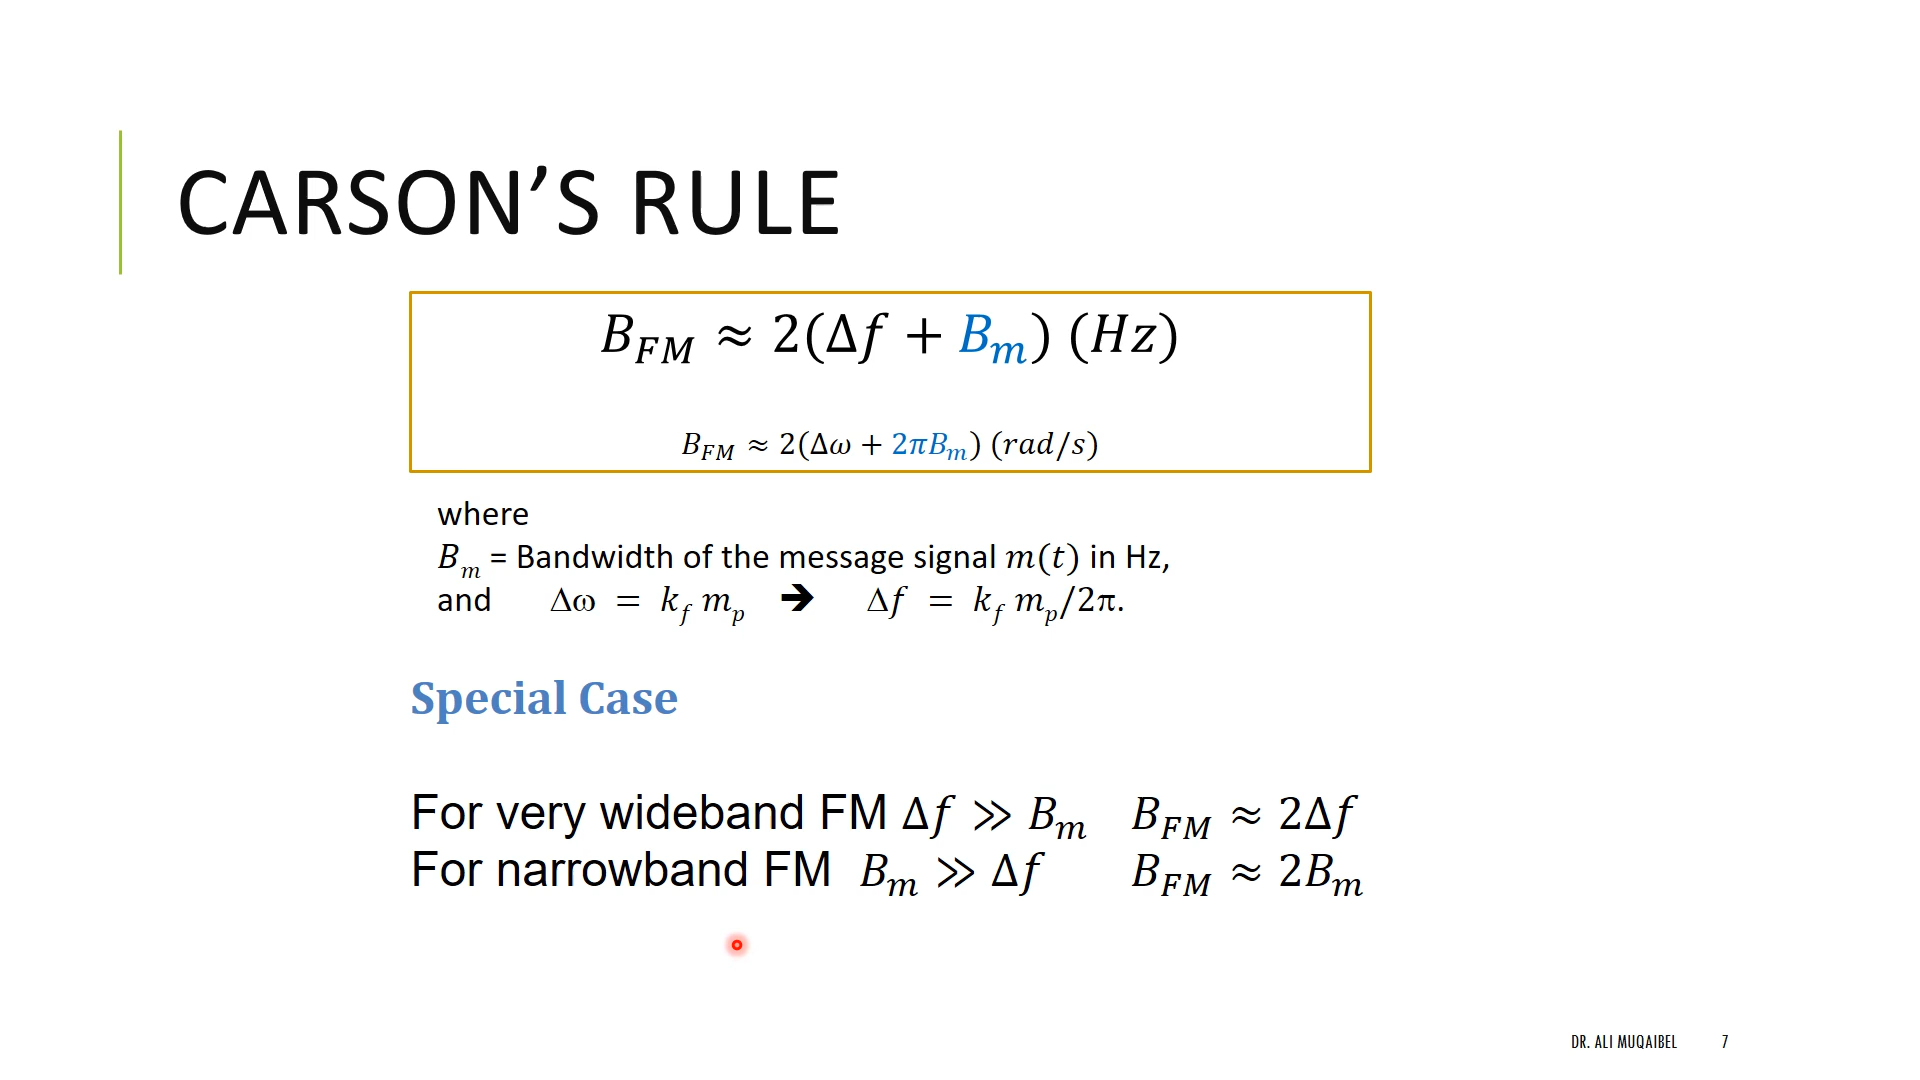 CARSON’S RULE
B_FM ≈ 2(Δf + B_m) (Hz)
B_FM ≈ 2(Δω + 2πB_m) (rad/s)
where
B_m = Bandwidth of the message signal m(t) in Hz,
and Δω = k_f m_p 🡲 Δf = k_f m_p/2π.
Special Case
For very wideband FM Δf ≫ B_m B_FM ≈ 2Δf
For narrowband FM B_m ≫ Δf B_FM ≈ 2B_m
DR. ALI MUQAIBEL 7